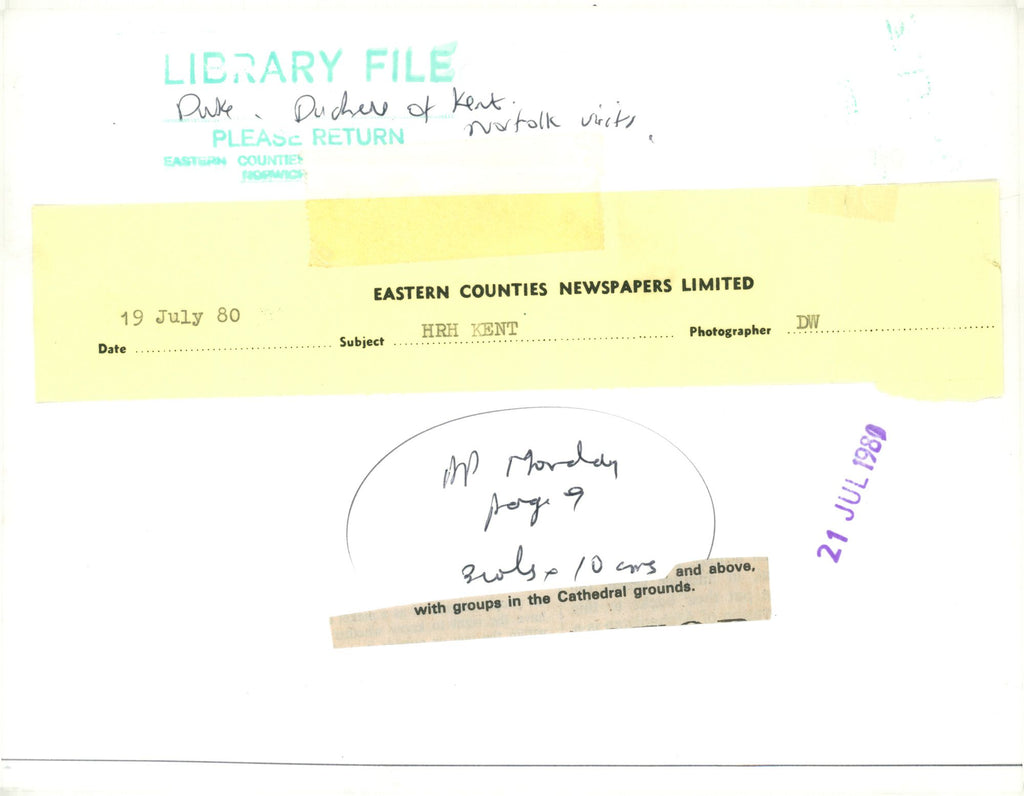 LIBRARY FILE
Duke. Duchess of Kent.
Norfolk visits.
PLEASE RETURN
EASTERN COUNTIES
NORWICH
EASTERN COUNTIES NEWSPAPERS LIMITED
Date 19 July 80 Subject HRH KENT Photographer DW
Monday
page 9
3 cols x 10 cms
and above,
with groups in the Cathedral grounds.
21 JUL 1980